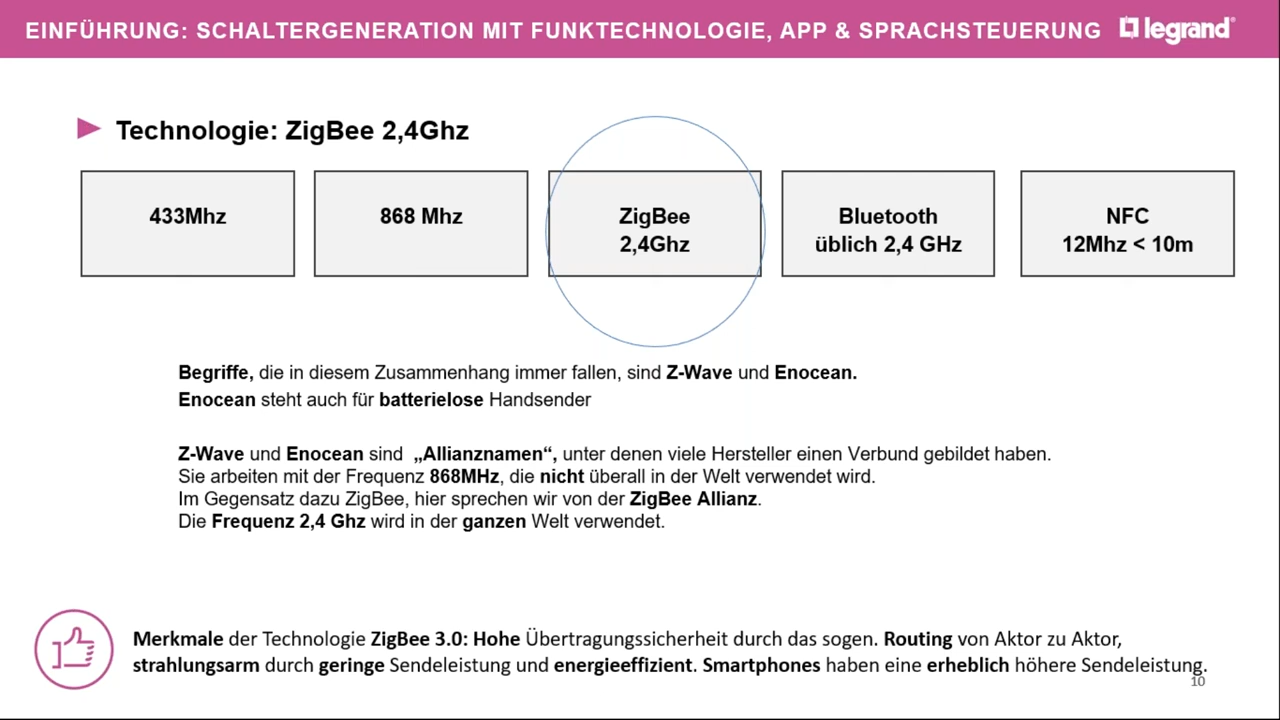 EINFÜHRUNG: SCHALTERGENERATION MIT FUNKTECHNOLOGIE, APP & SPRACHSTEUERUNG
legrand®
Technologie: ZigBee 2,4Ghz
433Mhz
868 Mhz
ZigBee
2,4Ghz
Bluetooth
üblich 2,4 GHz
NFC
12Mhz < 10m
Begriffe, die in diesem Zusammenhang immer fallen, sind Z-Wave und Enocean.
Enocean steht auch für batterielose Handsender
Z-Wave und Enocean sind „Allianznamen“, unter denen viele Hersteller einen Verbund gebildet haben.
Sie arbeiten mit der Frequenz 868MHz, die nicht überall in der Welt verwendet wird.
Im Gegensatz dazu ZigBee, hier sprechen wir von der ZigBee Allianz.
Die Frequenz 2,4 Ghz wird in der ganzen Welt verwendet.
Merkmale der Technologie ZigBee 3.0: Hohe Übertragungssicherheit durch das sogen. Routing von Aktor zu Aktor,
strahlungsarm durch geringe Sendeleistung und energieeffizient. Smartphones haben eine erheblich höhere Sendeleistung.
10